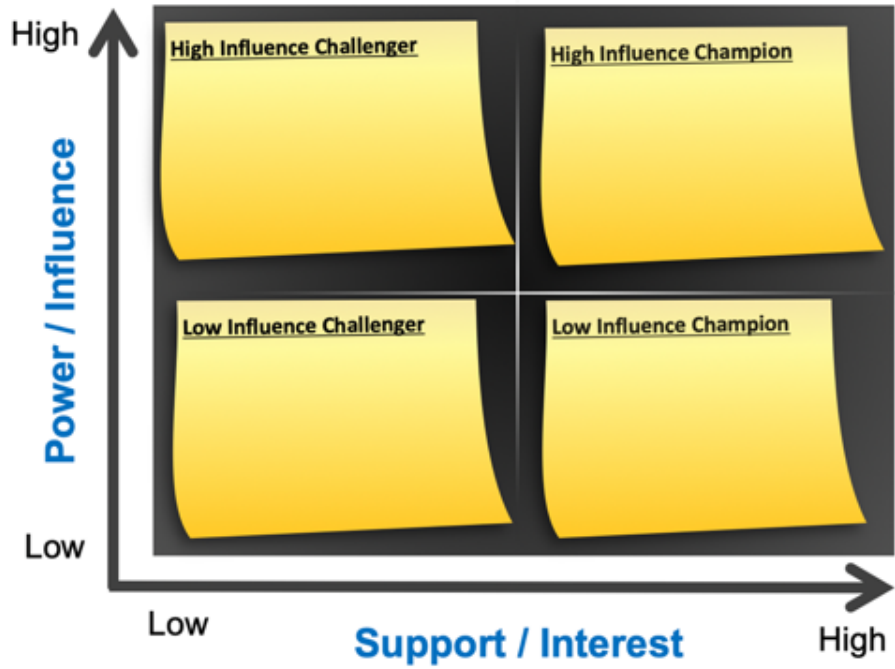 High
High Influence Challenger
High Influence Champion
Power / Influence
Low Influence Challenger
Low Influence Champion
Low
Low
Support / Interest
High